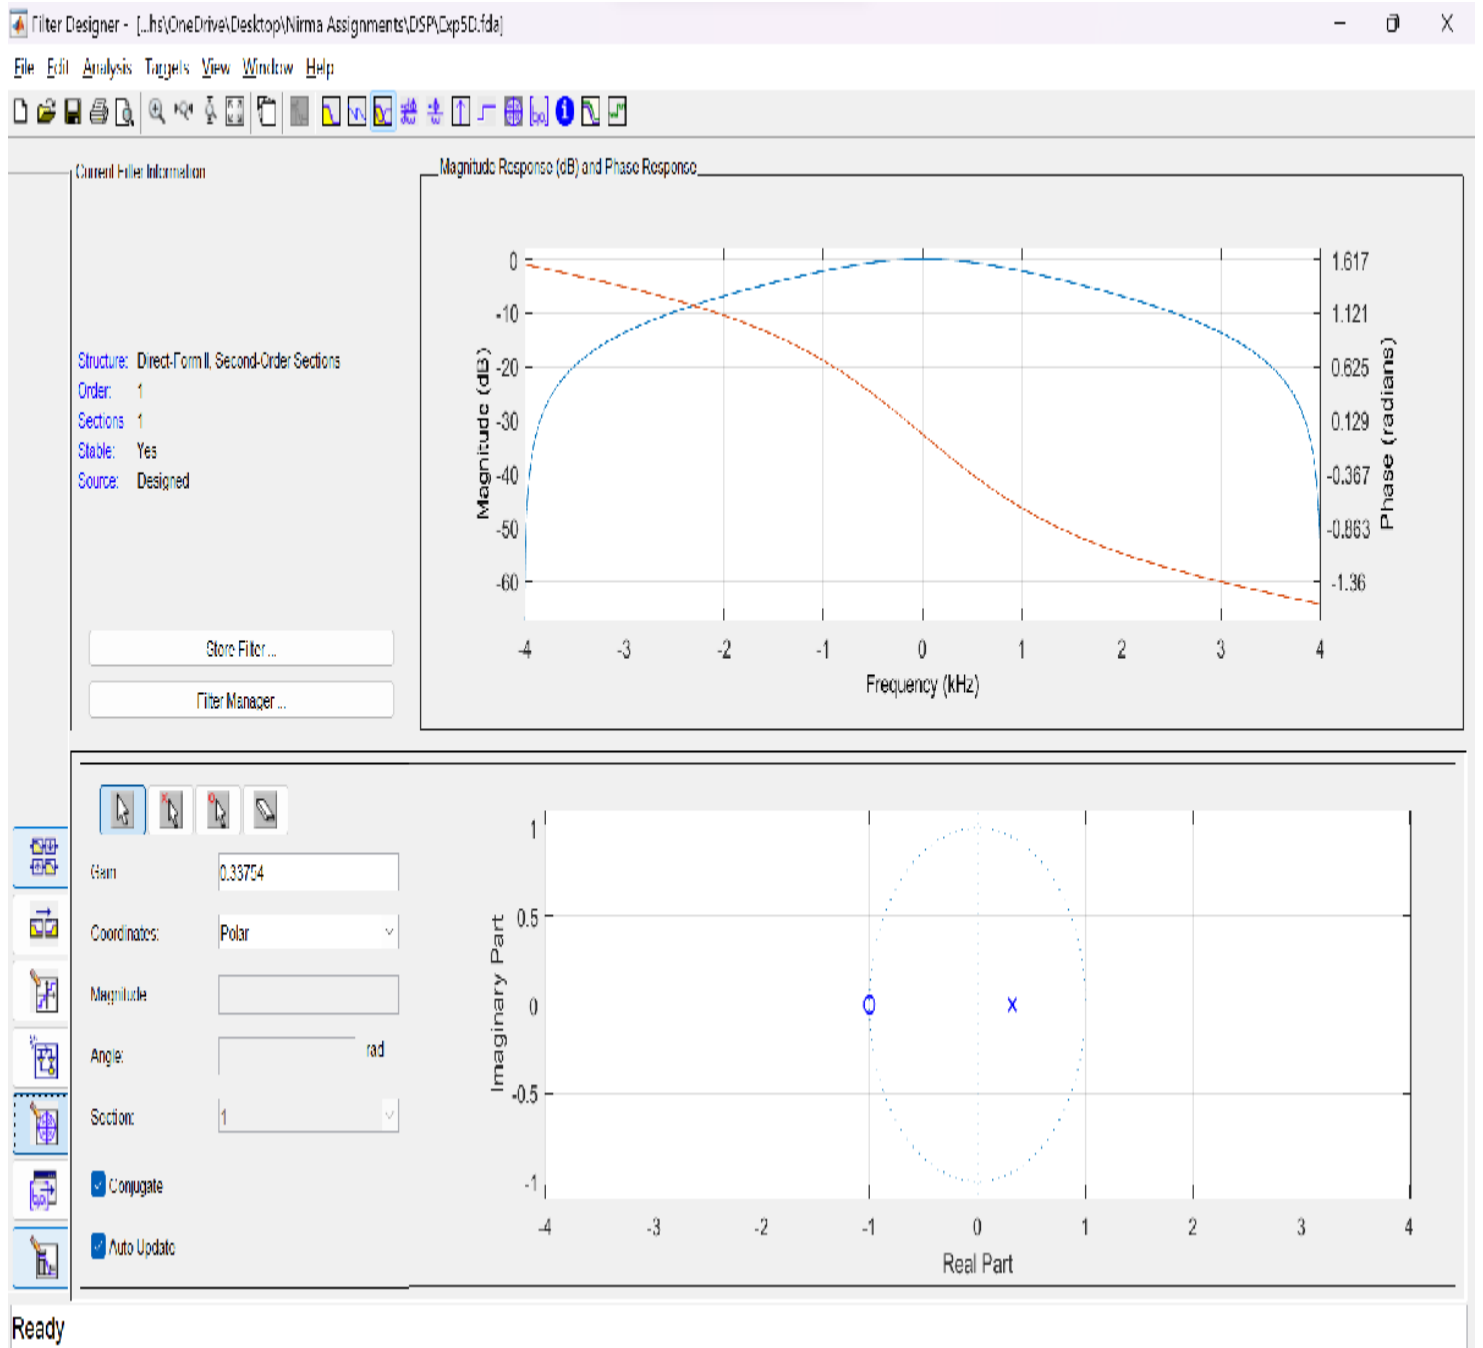 Filter Designer - [...hs\OneDrive\Desktop\Nirma Assignments\DSP\Exp5D.fda]
File Edit Analysis Targets View Window Help
Current Filter Information
Structure: Direct-Form II, Second-Order Sections
Order: 1
Sections 1
Stable: Yes
Source: Designed
Store Filter ...
Filter Manager ...
Magnitude Response (dB) and Phase Response
Magnitude (dB)
0
-10
-20
-30
-40
-50
-60
1.617
1.121
0.625
0.129
-0.367
-0.863
-1.36
Phase (radians)
-4 -3 -2 -1 0 1 2 3 4
Frequency (kHz)
Gain 0.33754
Coordinates: Polar
Magnitude
Angle: rad
Section: 1
Conjugate
Auto Update
Imaginary Part
1
0.5
0
-0.5
-1
-4 -3 -2 -1 0 1 2 3 4
Real Part
Ready